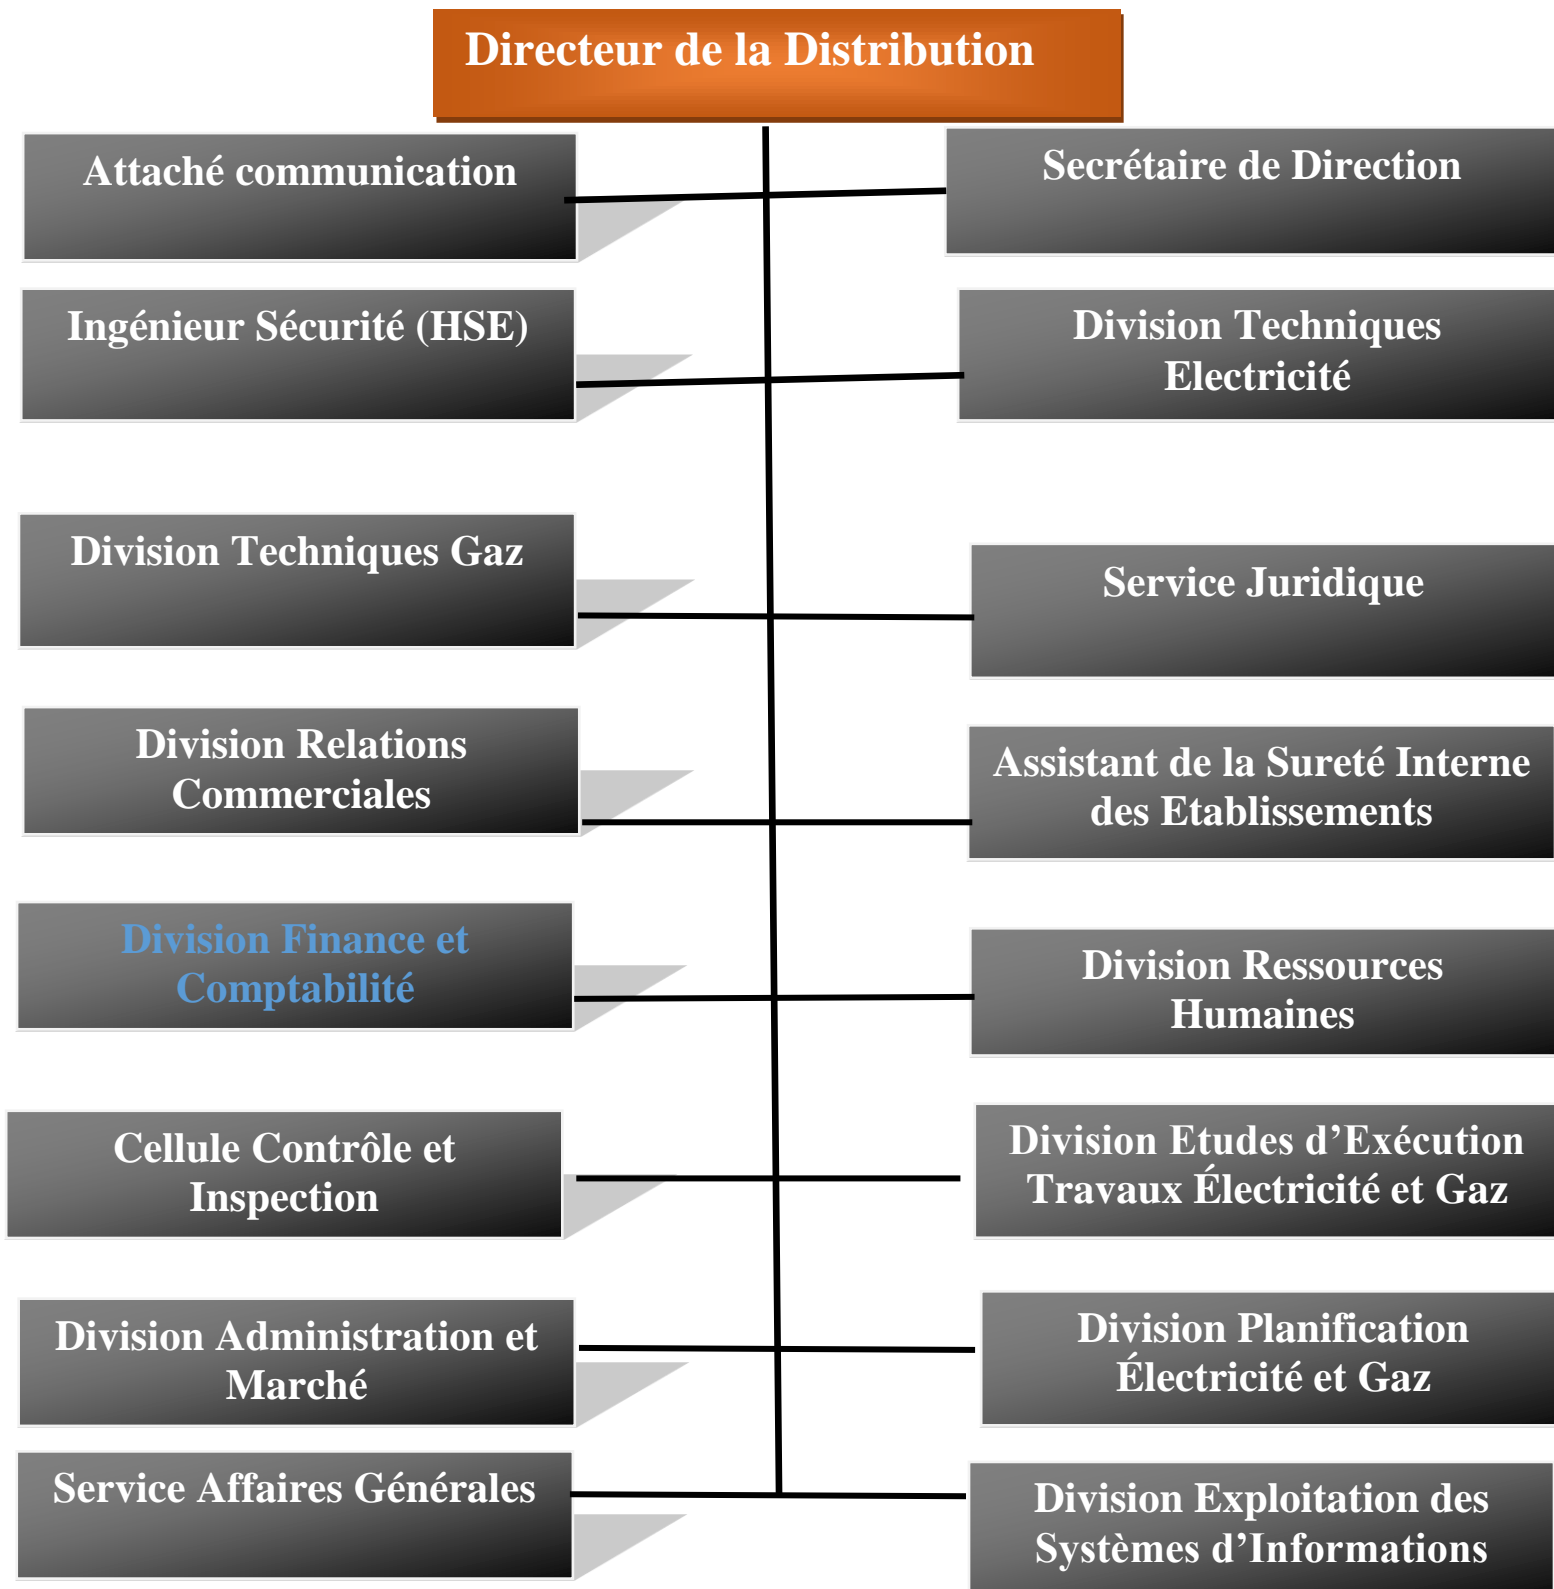 Directeur de la Distribution
Attaché communication
Secrétaire de Direction
Ingénieur Sécurité (HSE)
Division Techniques
Electricité
Division Techniques Gaz
Service Juridique
Division Relations
Commerciales
Assistant de la Sureté Interne
des Etablissements
Division Finance et
Comptabilité
Division Ressources
Humaines
Cellule Contrôle et
Inspection
Division Etudes d’Exécution
Travaux Électricité et Gaz
Division Administration et
Marché
Division Planification
Électricité et Gaz
Service Affaires Générales
Division Exploitation des
Systèmes d’Informations